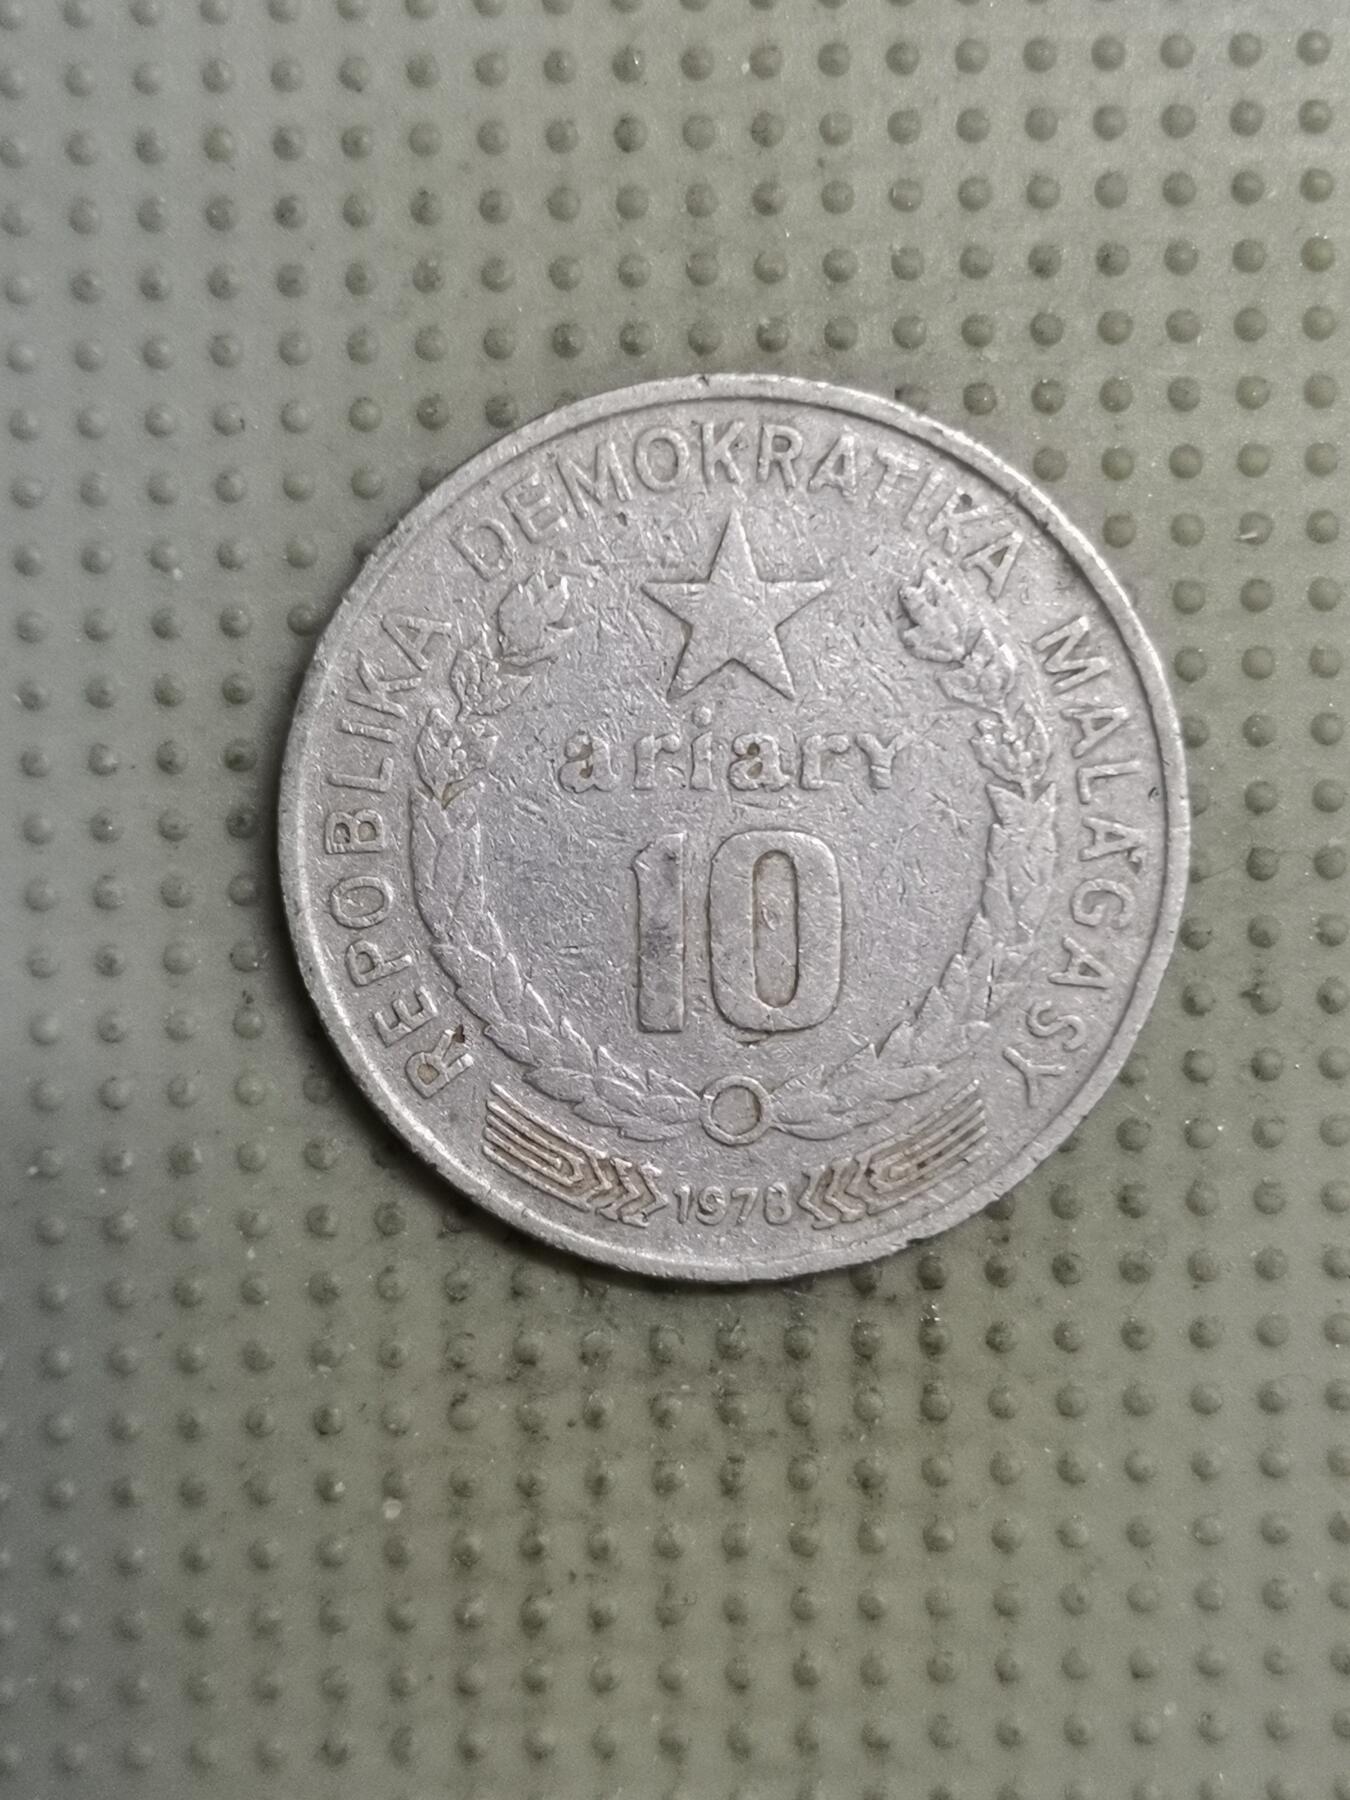 REPOBLIKA DEMOKRATIKA MALAGASY
ariary
10
1978